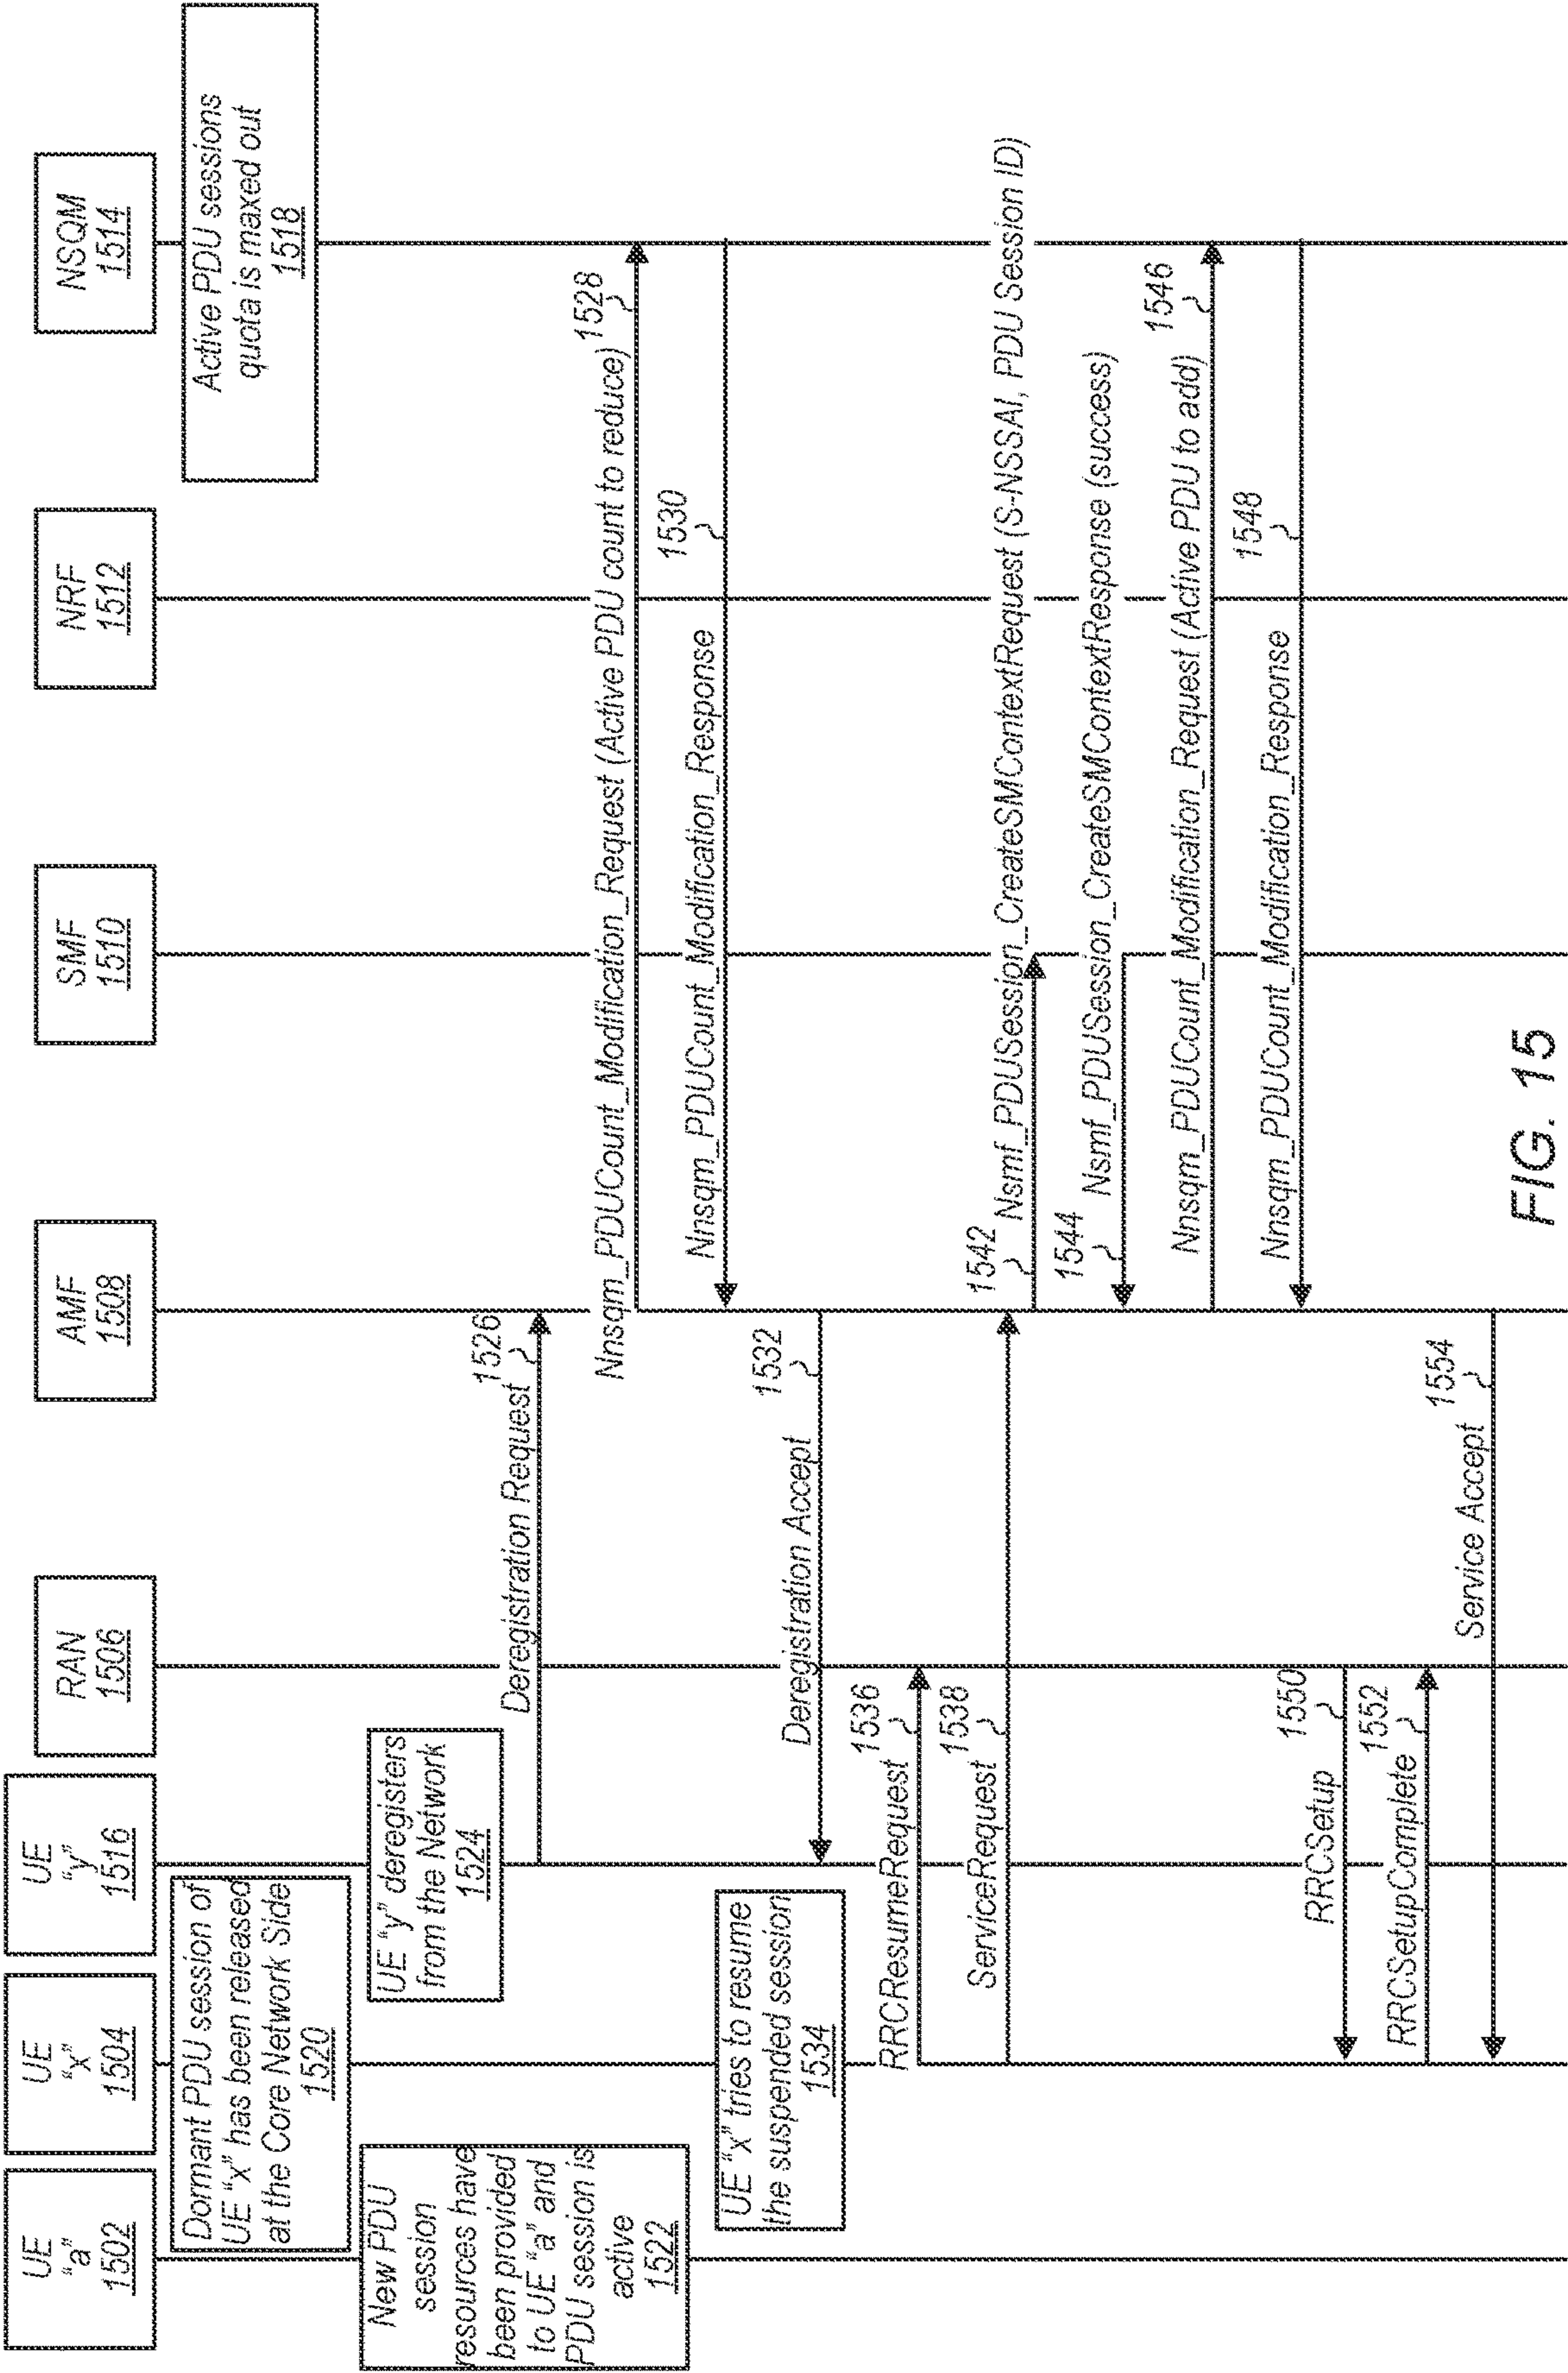 UE
"a"
1502
UE
"x"
1504
UE
"y"
1516
RAN
1506
AMF
1508
SMF
1510
NRF
1512
NSQM
1514
Dormant PDU session of
UE "x" has been released
at the Core Network Side
1520
Active PDU sessions
quota is maxed out
1518
New PDU
session
resources have
been provided
to UE "a" and
PDU session is
active
1522
UE "y" deregisters
from the Network
1524
1526
Deregistration Request
1528
Nnsqm_PDUCount_Modification_Request (Active PDU count to reduce)
1530
Nnsqm_PDUCount_Modification_Response
1532
Deregistration Accept
UE "x" tries to resume
the suspended session
1534
1536
RRCResumeRequest
1538
ServiceRequest
1542
Nsmf_PDUSession_CreateSMContextRequest (S-NSSAI, PDU Session ID)
1544
Nsmf_PDUSession_CreateSMContextResponse (success)
1546
Nnsqm_PDUCount_Modification_Request (Active PDU to add)
1548
Nnsqm_PDUCount_Modification_Response
1550
RRCSetup
1552
RRCSetupComplete
1554
Service Accept
FIG. 15